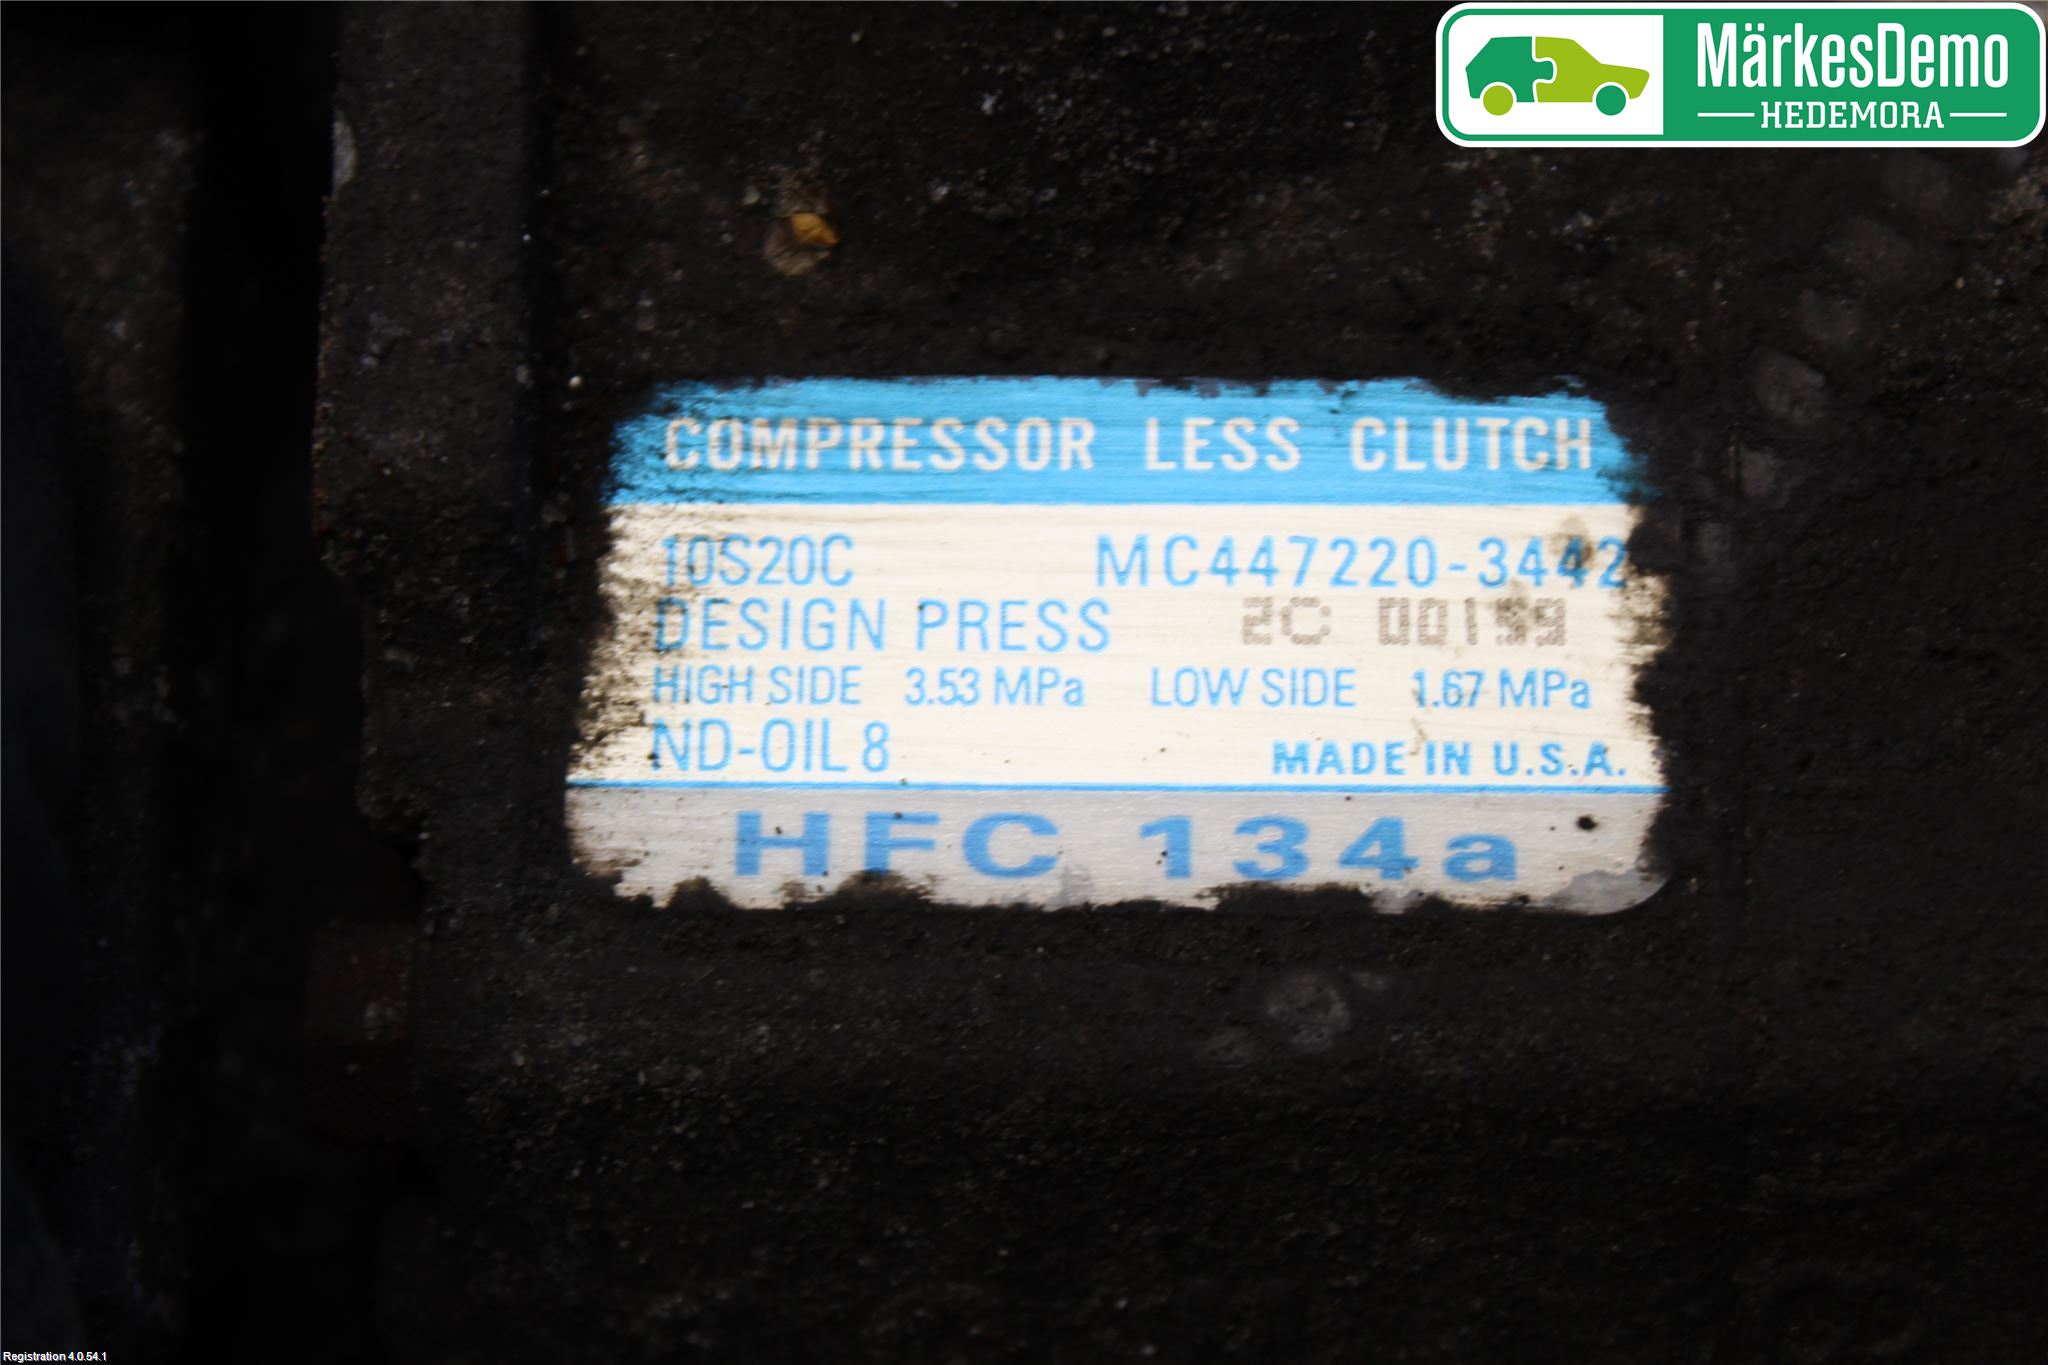 MärkesDemo
HEDEMORA
COMPRESSOR LESS CLUTCH
10S20C MC447220-3442
DESIGN PRESS 2C 00199
HIGH SIDE 3.53 MPa LOW SIDE 1.67 MPa
ND-OIL 8 MADE IN U.S.A.
HFC 134a
Registration 4.0.54.1